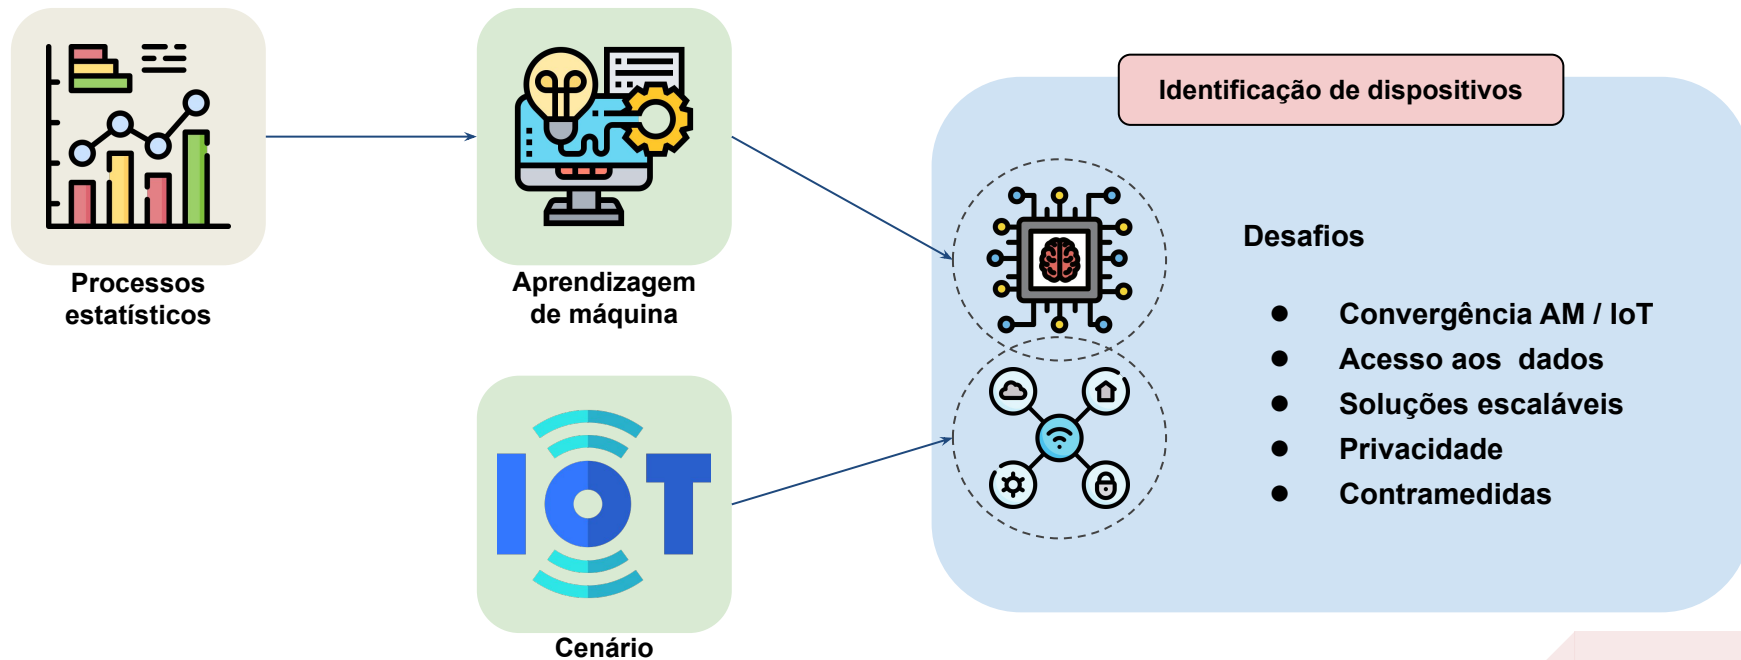 Processos
estatísticos
Aprendizagem
de máquina
IOT
Cenário
Identificação de dispositivos
Desafios
● Convergência AM / IoT
● Acesso aos  dados
● Soluções escaláveis
● Privacidade
● Contramedidas